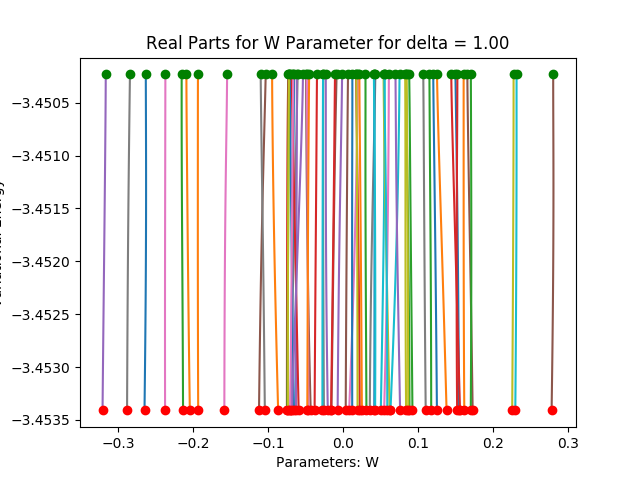 Real Parts for W Parameter for delta = 1.00
−3.4505
−3.4510
−3.4515
−3.4520
−3.4525
−3.4530
−3.4535
−0.3 −0.2 −0.1 0.0 0.1 0.2 0.3
Parameters: W